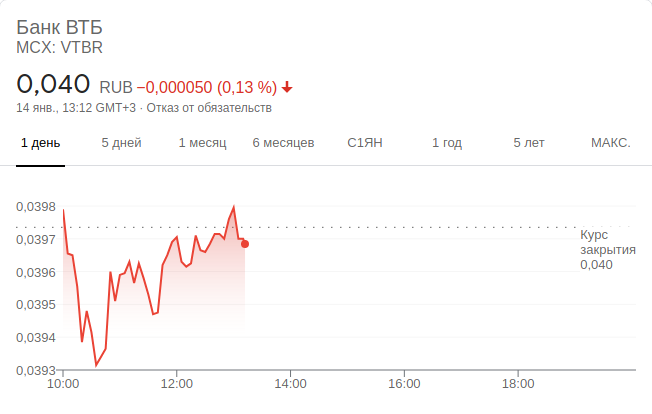 Банк ВТБ
MCX: VTBR
0,040 RUB −0,000050 (0,13 %)
14 янв., 13:12 GMT+3 · Отказ от обязательств
1 день 5 дней 1 месяц 6 месяцев С1ЯН 1 год 5 лет МАКС.
0,0398
0,0397
0,0396
0,0395
0,0394
0,0393
Курс
закрытия
0,040
10:00 12:00 14:00 16:00 18:00